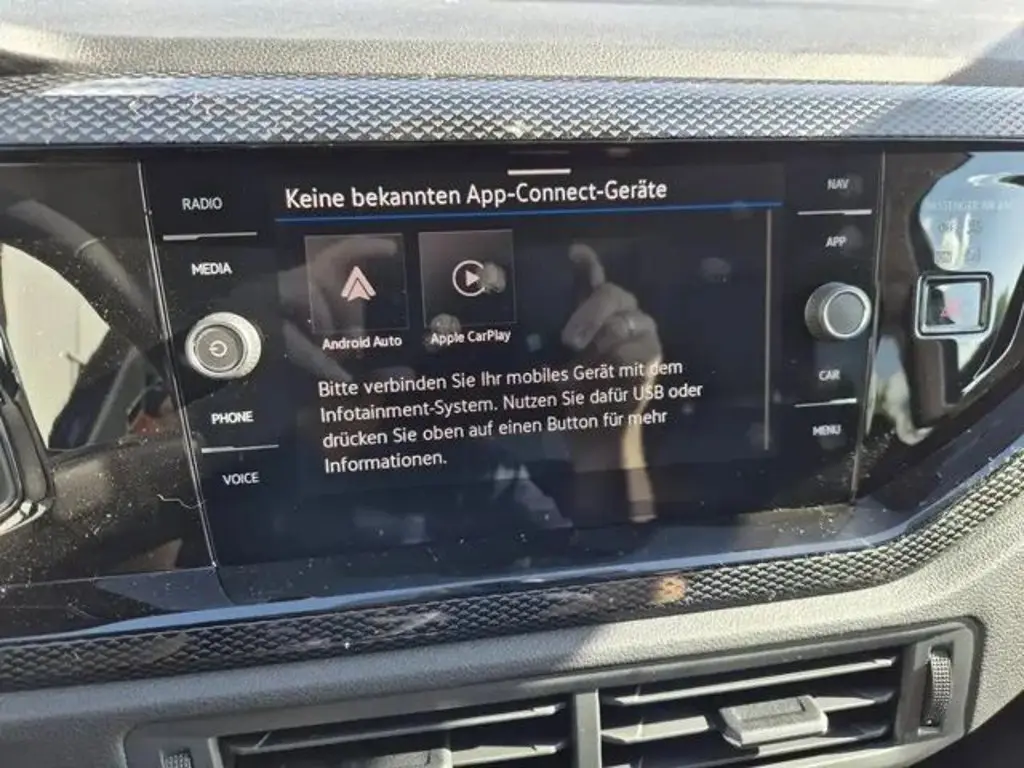 Keine bekannten App-Connect-Geräte
RADIO
MEDIA
PHONE
VOICE
Android Auto
Apple CarPlay
Bitte verbinden Sie Ihr mobiles Gerät mit dem
Infotainment-System. Nutzen Sie dafür USB oder
drücken Sie oben auf einen Button für mehr
Informationen.
NAV
APP
CAR
MENU